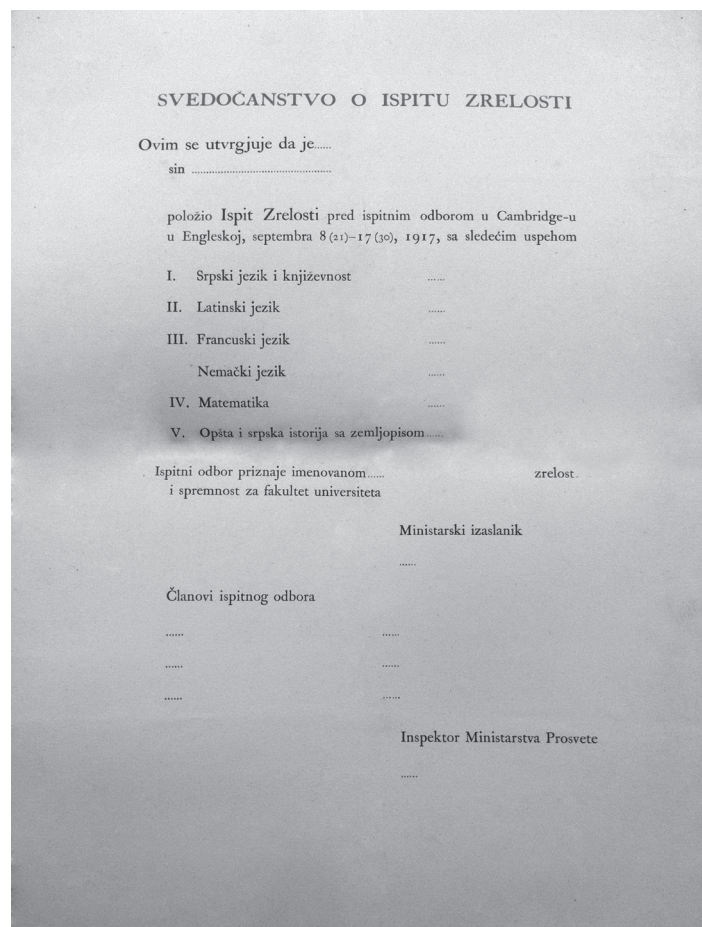 SVEDOČANSTVO O ISPITU ZRELOSTI
Ovim se utvrgjuje da je......
sin ................................................
položio Ispit Zrelosti pred ispitnim odborom u Cambridge-u
u Engleskoj, septembra 8 (21)–17 (30), 1917, sa sledećim uspehom
I. Srpski jezik i književnost ......
II. Latinski jezik ......
III. Francuski jezik ......
Nemački jezik ......
IV. Matematika ......
V. Opšta i srpska istorija sa zemljopisom......
Ispitni odbor priznaje imenovanom...... zrelost
i spremnost za fakultet universiteta
Ministarski izaslanik
......
Članovi ispitnog odbora
...... ......
...... ......
...... ......
Inspektor Ministarstva Prosvete
......